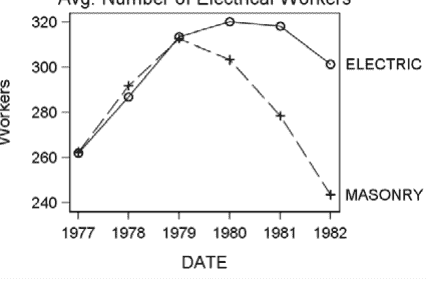 Avg. Number of Electrical Workers
Workers
320
300
280
260
240
ELECTRIC
MASONRY
1977 1978 1979 1980 1981 1982
DATE